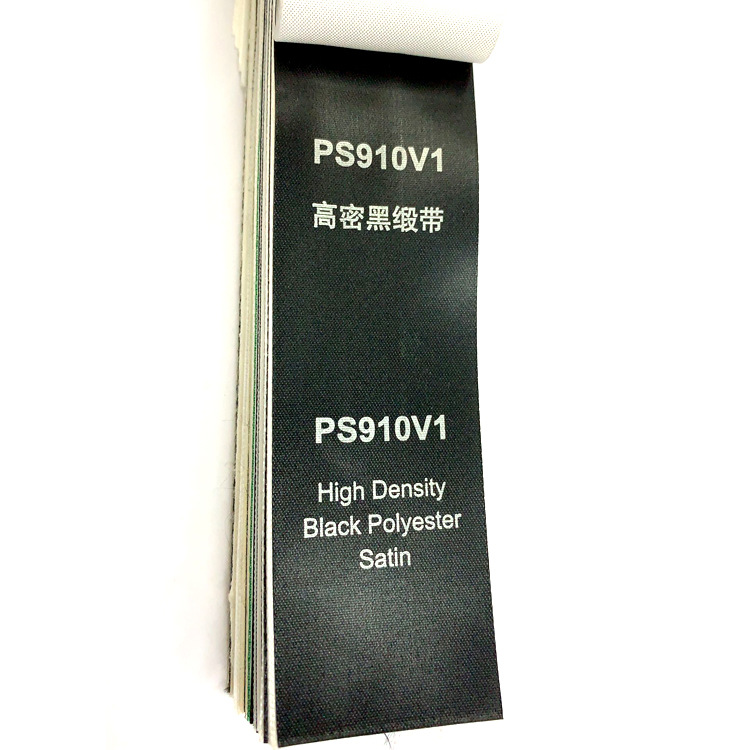 PS910V1
高密黑缎带
PS910V1
High Density
Black Polyester
Satin